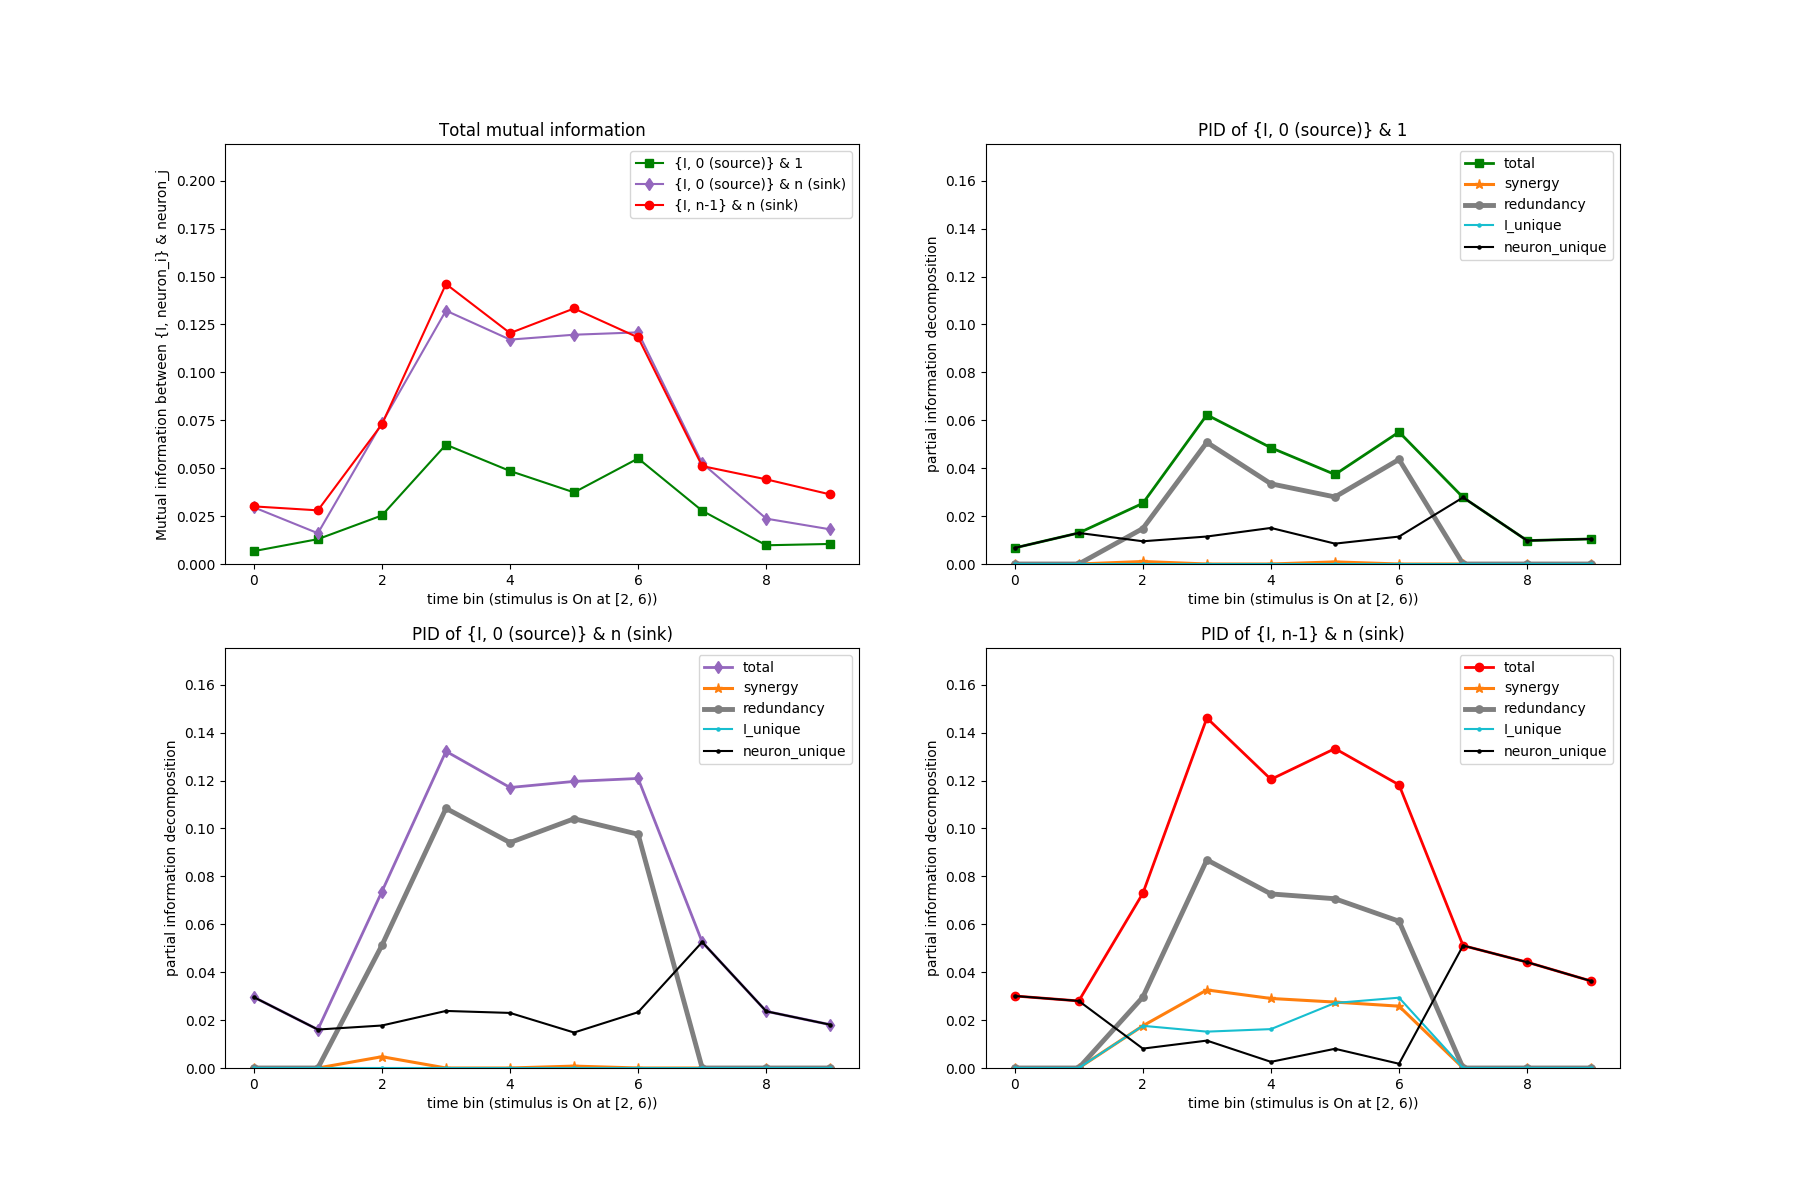 Total mutual information
Mutual information between {I, neuron_i} & neuron_j
0.200
0.175
0.150
0.125
0.100
0.075
0.050
0.025
0.000
0 2 4 6 8
time bin (stimulus is On at [2, 6))
{I, 0 (source)} & 1
{I, 0 (source)} & n (sink)
{I, n-1} & n (sink)
PID of {I, 0 (source)} & 1
partial information decomposition
0.16
0.14
0.12
0.10
0.08
0.06
0.04
0.02
0.00
0 2 4 6 8
time bin (stimulus is On at [2, 6))
total
synergy
redundancy
I_unique
neuron_unique
PID of {I, 0 (source)} & n (sink)
partial information decomposition
0.16
0.14
0.12
0.10
0.08
0.06
0.04
0.02
0.00
0 2 4 6 8
time bin (stimulus is On at [2, 6))
total
synergy
redundancy
I_unique
neuron_unique
PID of {I, n-1} & n (sink)
partial information decomposition
0.16
0.14
0.12
0.10
0.08
0.06
0.04
0.02
0.00
0 2 4 6 8
time bin (stimulus is On at [2, 6))
total
synergy
redundancy
I_unique
neuron_unique